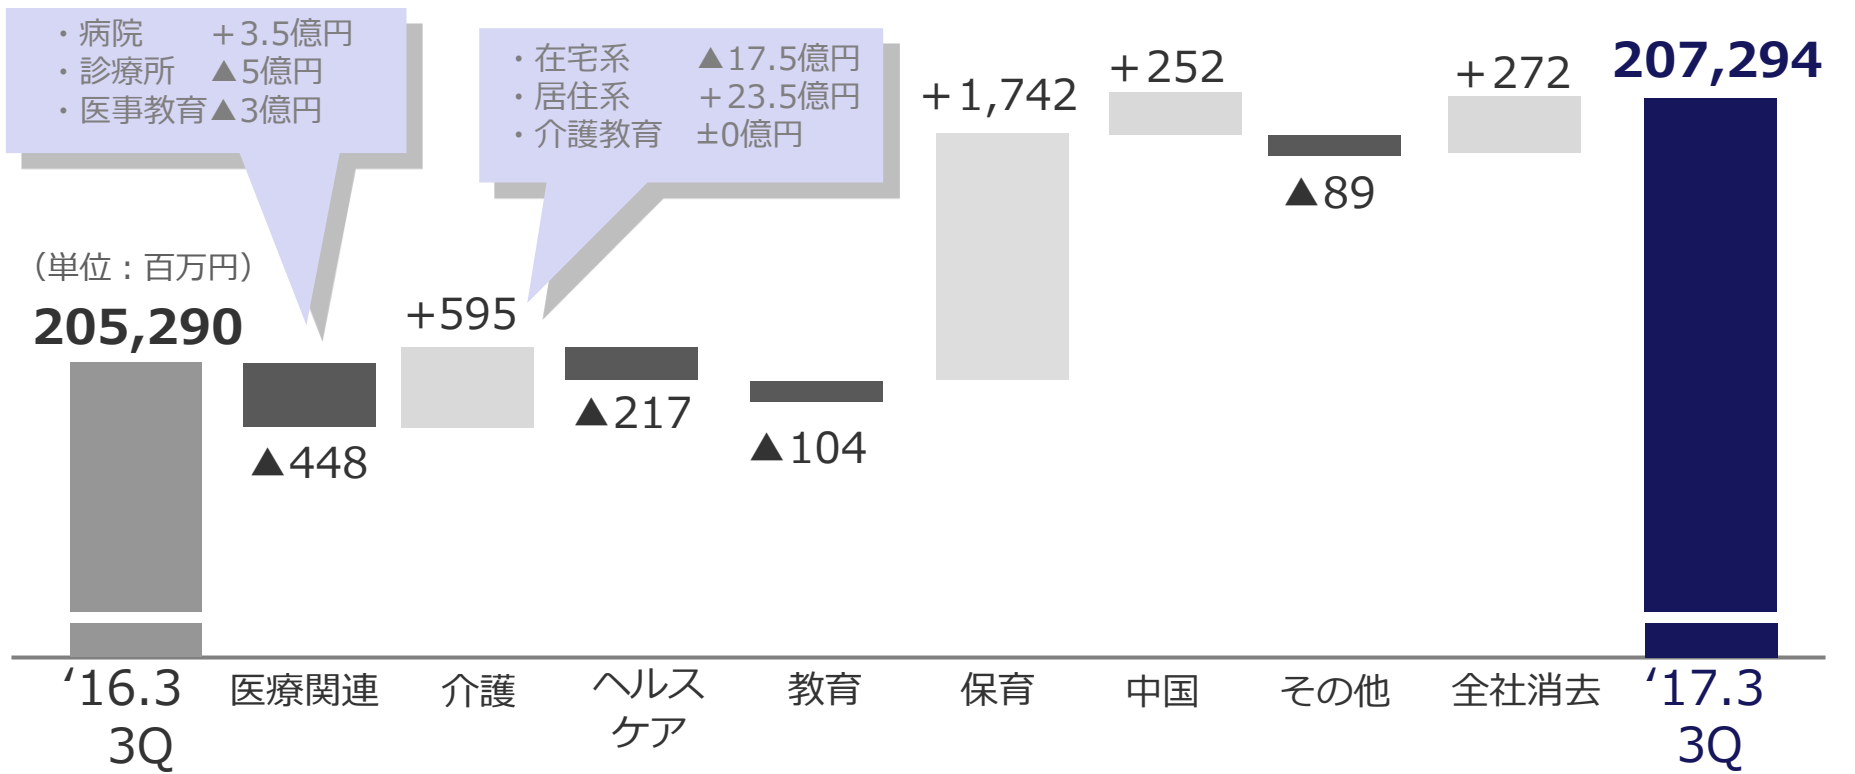 ・病院　　＋3.5億円
・診療所　▲5億円
・医事教育▲3億円
・在宅系　　▲17.5億円
・居住系　　＋23.5億円
・介護教育　±0億円
（単位：百万円）
205,290
▲448
+595
▲217
▲104
＋1,742
＋252
▲89
＋272
207,294
‘16.3
3Q
医療関連
介護
ヘルス
ケア
教育
保育
中国
その他
全社消去
‘17.3
3Q